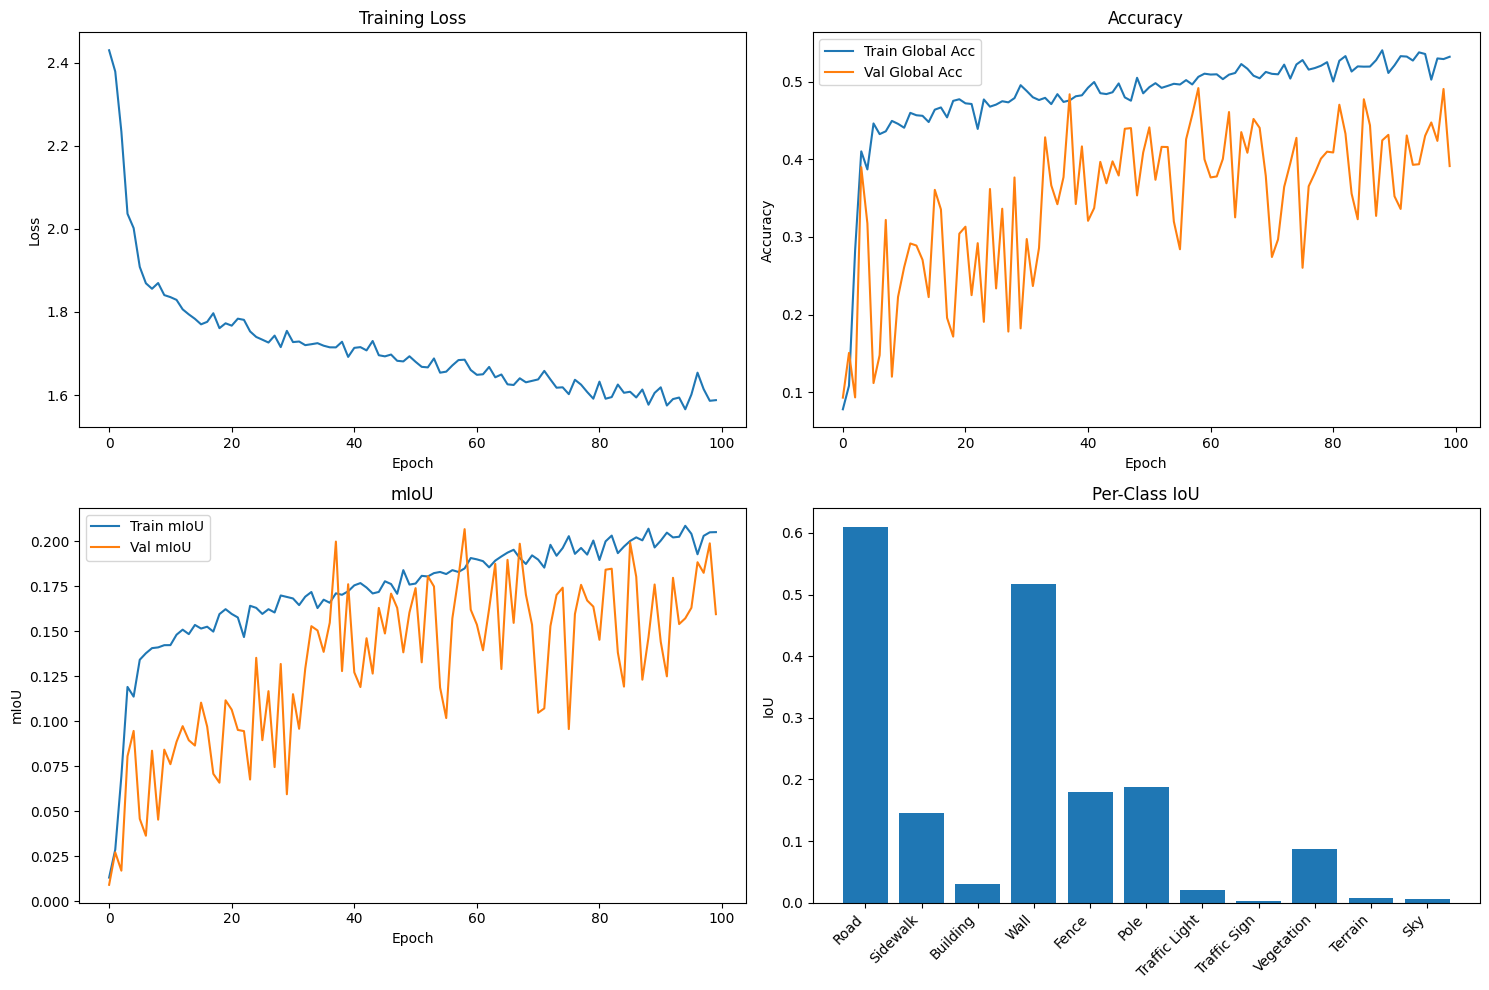 Training Loss
Loss
2.4
2.2
2.0
1.8
1.6
0 20 40 60 80 100
Epoch
Accuracy
Train Global Acc
Val Global Acc
Accuracy
0.5
0.4
0.3
0.2
0.1
0 20 40 60 80 100
Epoch
mIoU
Train mIoU
Val mIoU
mIoU
0.200
0.175
0.150
0.125
0.100
0.075
0.050
0.025
0.000
0 20 40 60 80 100
Epoch
Per-Class IoU
IoU
0.6
0.5
0.4
0.3
0.2
0.1
0.0
Road
Sidewalk
Building
Wall
Fence
Pole
Traffic Light
Traffic Sign
Vegetation
Terrain
Sky